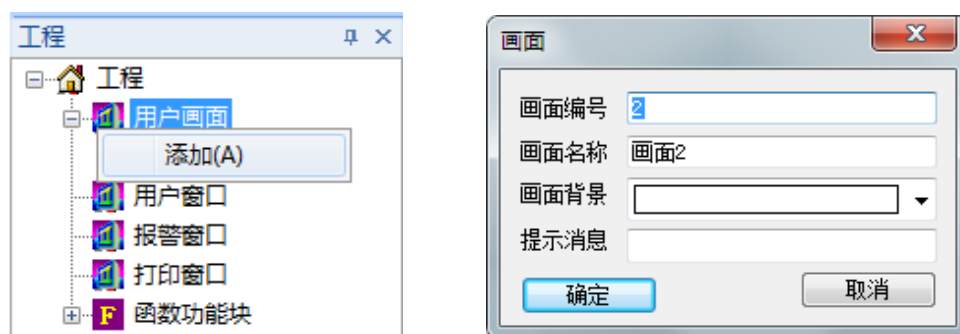 工程
工程
用户画面
添加(A)
用户窗口
报警窗口
打印窗口
F 函数功能块
画面
画面编号 2
画面名称 画面2
画面背景
提示消息
确定 取消